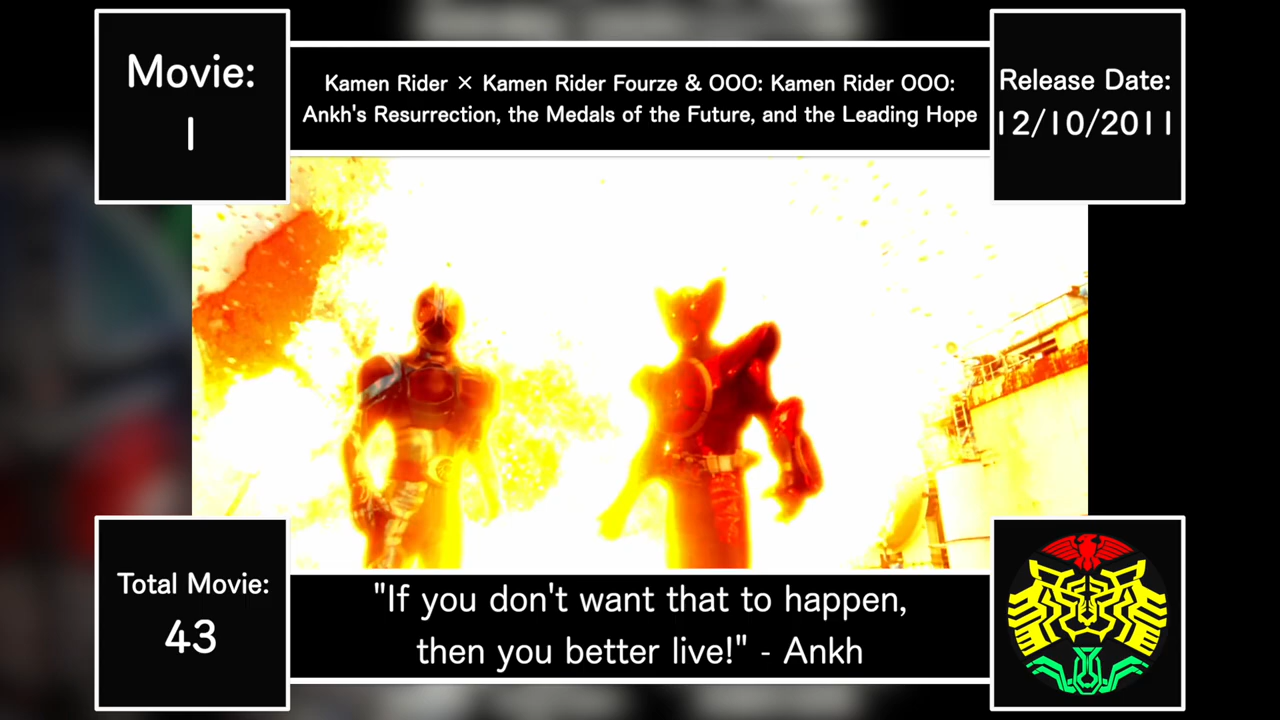 Movie:
1
Kamen Rider × Kamen Rider Fourze & OOO: Kamen Rider OOO:
Ankh's Resurrection, the Medals of the Future, and the Leading Hope
Release Date:
12/10/2011
Total Movie:
43
"If you don't want that to happen,
then you better live!" - Ankh